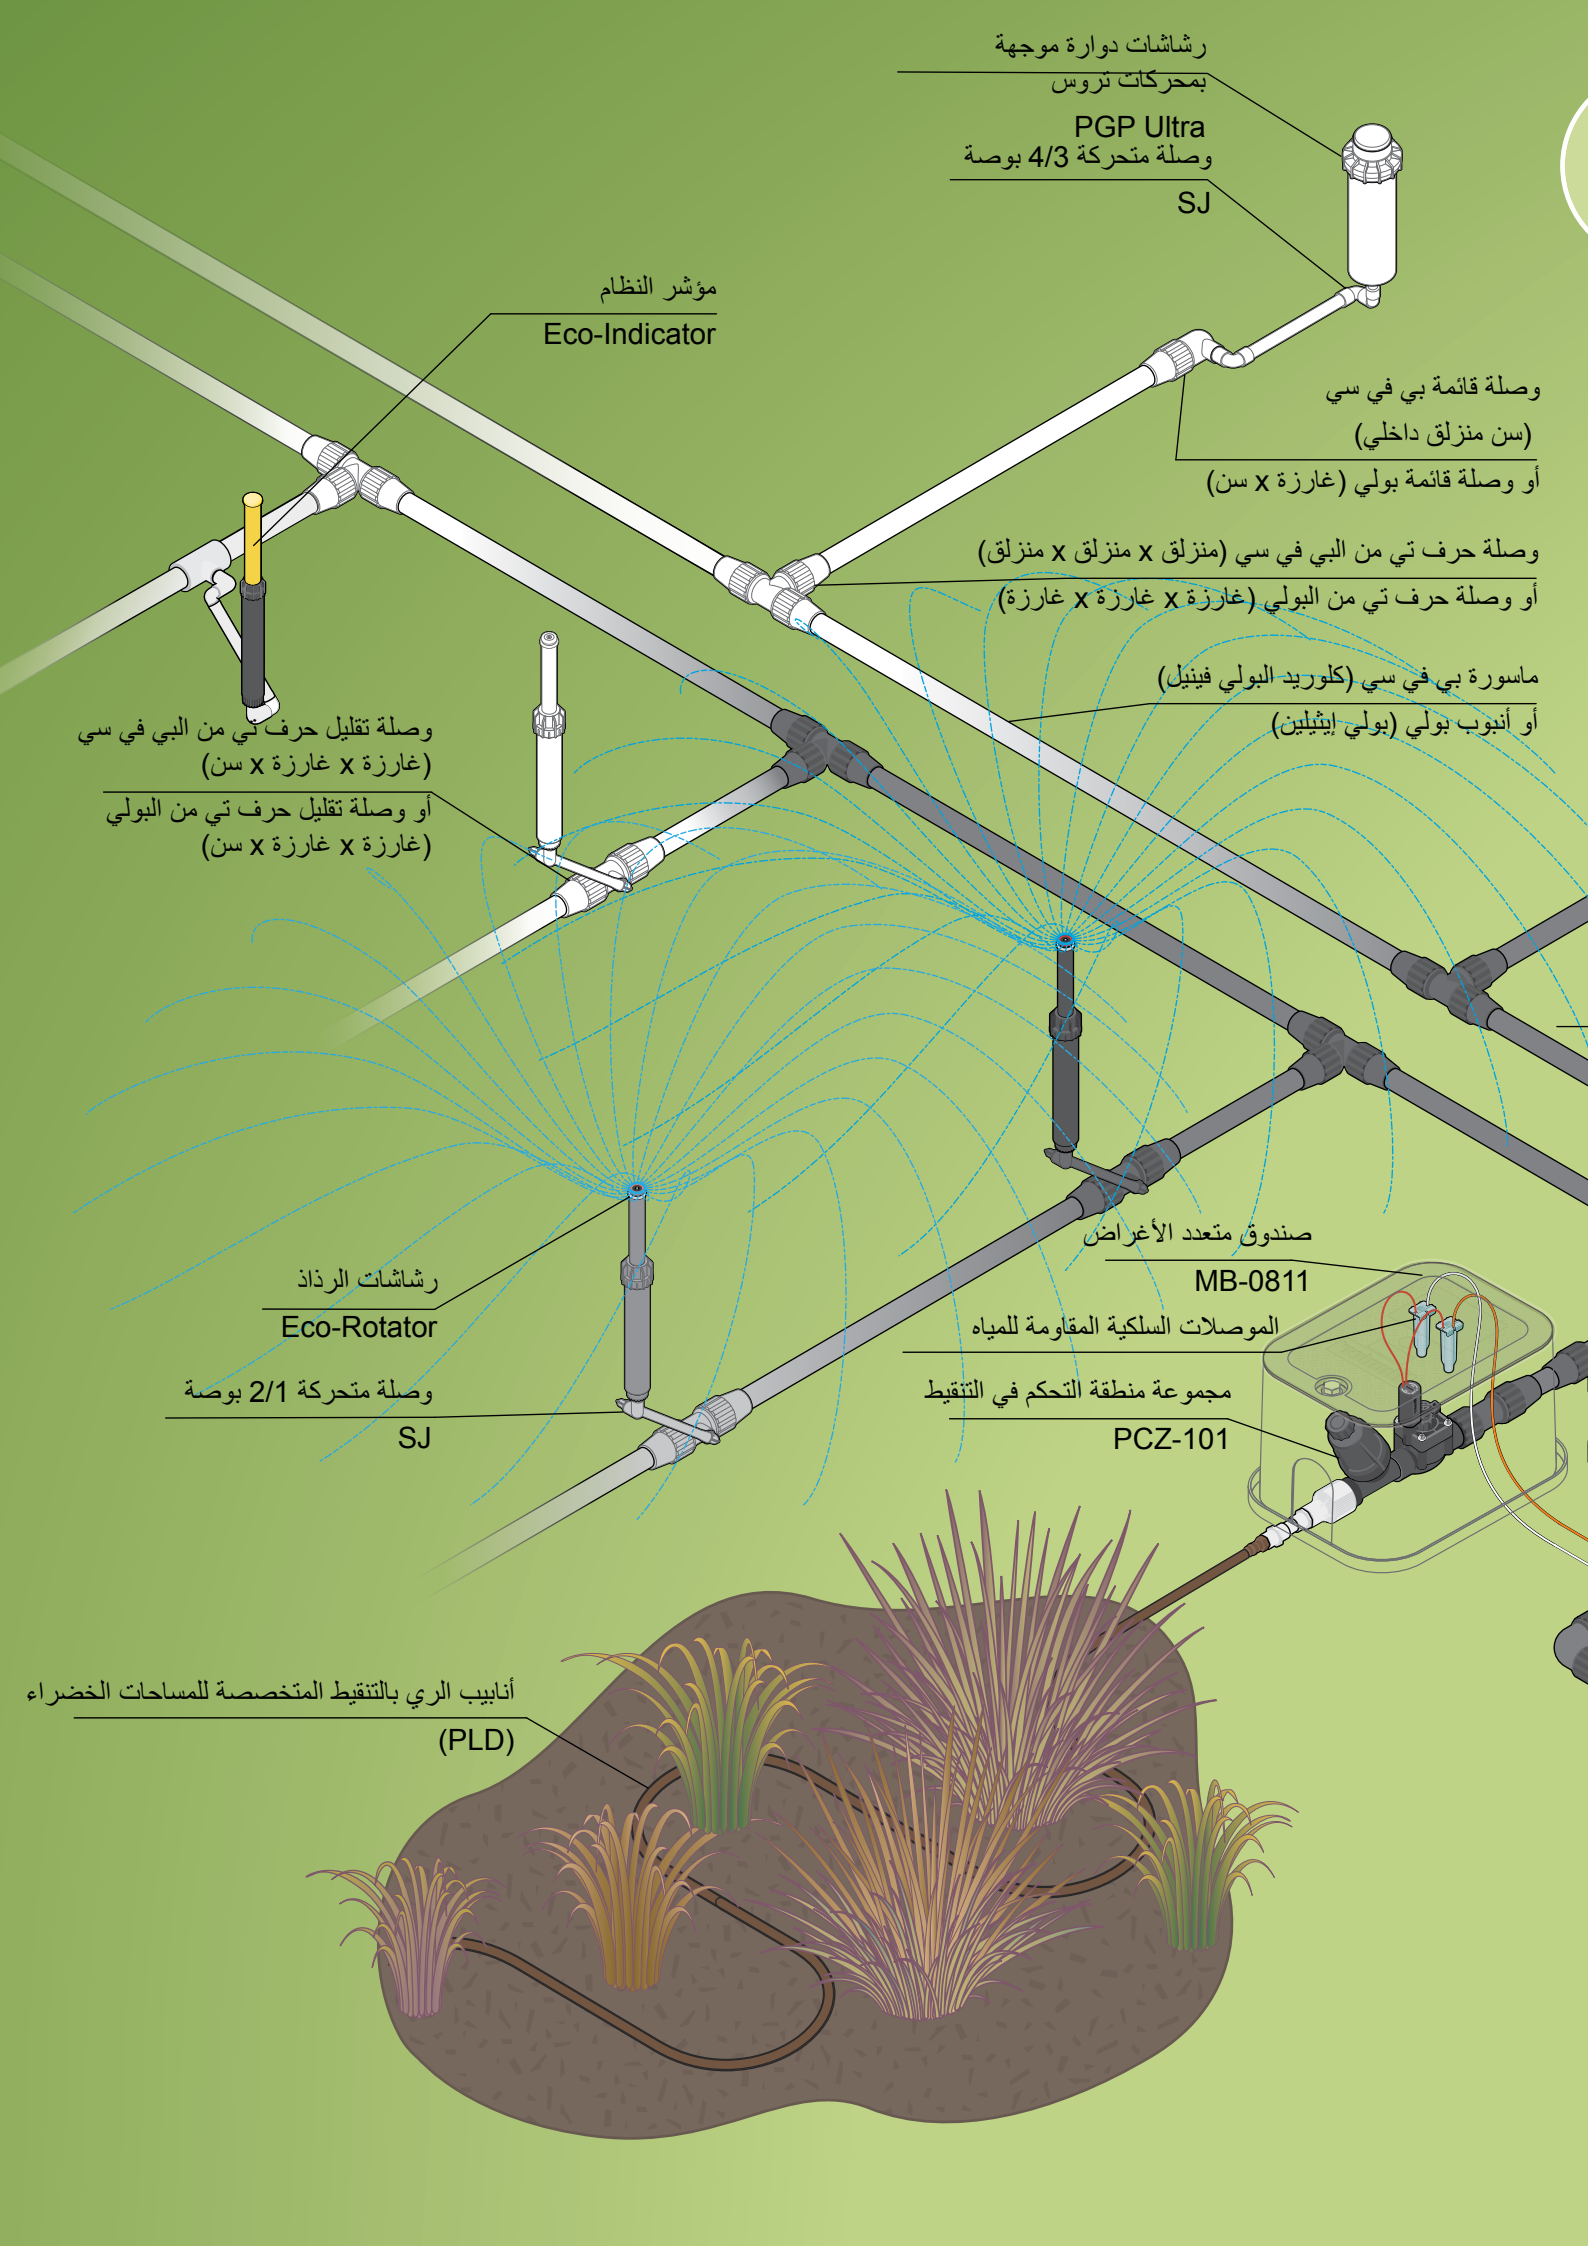 رشاشات دوارة موجهة
بمحركات تروس
PGP Ultra
وصلة متحركة 4/3 بوصة
SJ
مؤشر النظام
Eco-Indicator
وصلة قائمة بي في سي
(سن منزلق داخلي)
أو وصلة قائمة بولي (غارزة x سن)
وصلة حرف تي من البي في سي (منزلق x منزلق x منزلق)
أو وصلة حرف تي من البولي (غارزة x غارزة x غارزة)
ماسورة بي في سي (كلوريد البولي فينيل)
أو أنبوب بولي (بولي إيثيلين)
وصلة تقليل حرف تي من البي في سي
(غارزة x غارزة x سن)
أو وصلة تقليل حرف تي من البولي
(غارزة x غارزة x سن)
صندوق متعدد الأغراض
MB-0811
رشاشات الرذاذ
Eco-Rotator
الموصلات السلكية المقاومة للمياه
وصلة متحركة 2/1 بوصة
SJ
مجموعة منطقة التحكم في التنقيط
PCZ-101
أنابيب الري بالتنقيط المتخصصة للمساحات الخضراء
(PLD)